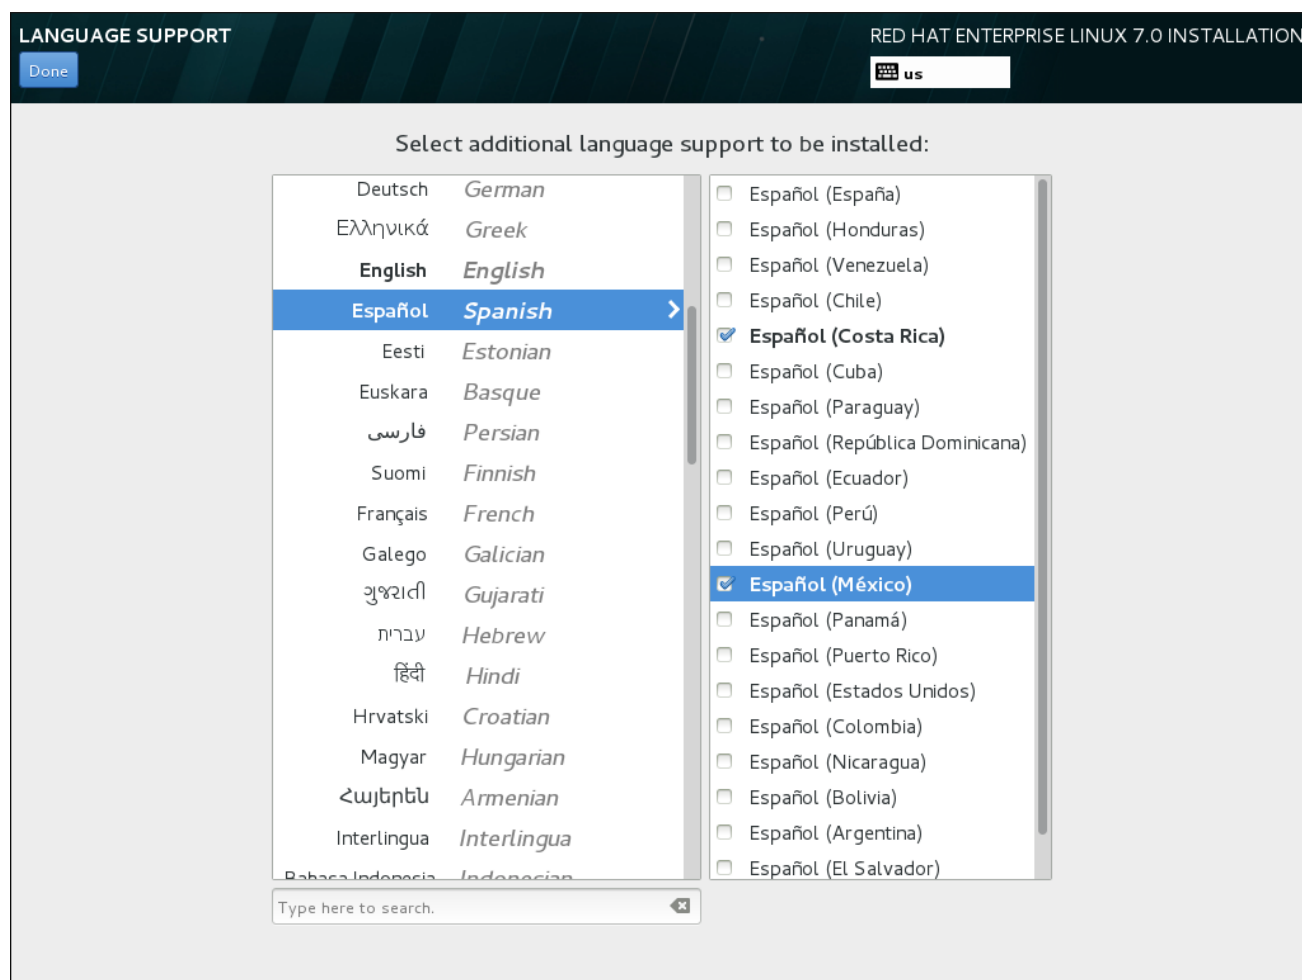 LANGUAGE SUPPORT
RED HAT ENTERPRISE LINUX 7.0 INSTALLATION
Done
us
Select additional language support to be installed:
Deutsch German
Ελληνικά Greek
English English
Español Spanish
Eesti Estonian
Euskara Basque
فارسی Persian
Suomi Finnish
Français French
Galego Galician
ગુજરાતી Gujarati
עברית Hebrew
हिंदी Hindi
Hrvatski Croatian
Magyar Hungarian
Հայերեն Armenian
Interlingua Interlingua
Bahasa Indonesia Indonesian
Type here to search.
Español (España)
Español (Honduras)
Español (Venezuela)
Español (Chile)
Español (Costa Rica)
Español (Cuba)
Español (Paraguay)
Español (República Dominicana)
Español (Ecuador)
Español (Perú)
Español (Uruguay)
Español (México)
Español (Panamá)
Español (Puerto Rico)
Español (Estados Unidos)
Español (Colombia)
Español (Nicaragua)
Español (Bolivia)
Español (Argentina)
Español (El Salvador)